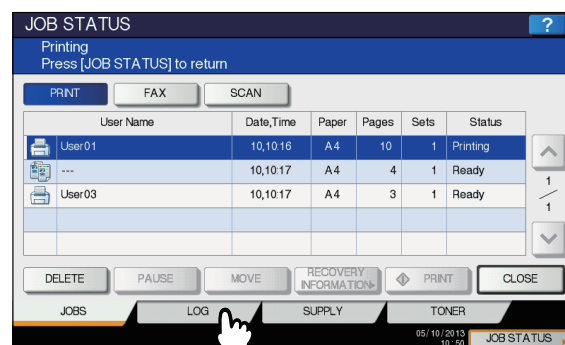 JOB STATUS ?
Printing
Press [JOB STATUS] to return
PRINT FAX SCAN
User Name Date,Time Paper Pages Sets Status
User01 10,10:16 A4 10 1 Printing
--- 10,10:17 A4 4 1 Ready
User03 10,10:17 A4 3 1 Ready
1
1
DELETE PAUSE MOVE RECOVERY INFORMATION PRINT CLOSE
JOBS LOG SUPPLY TONER
05/10/2013
10:50 JOB STATUS